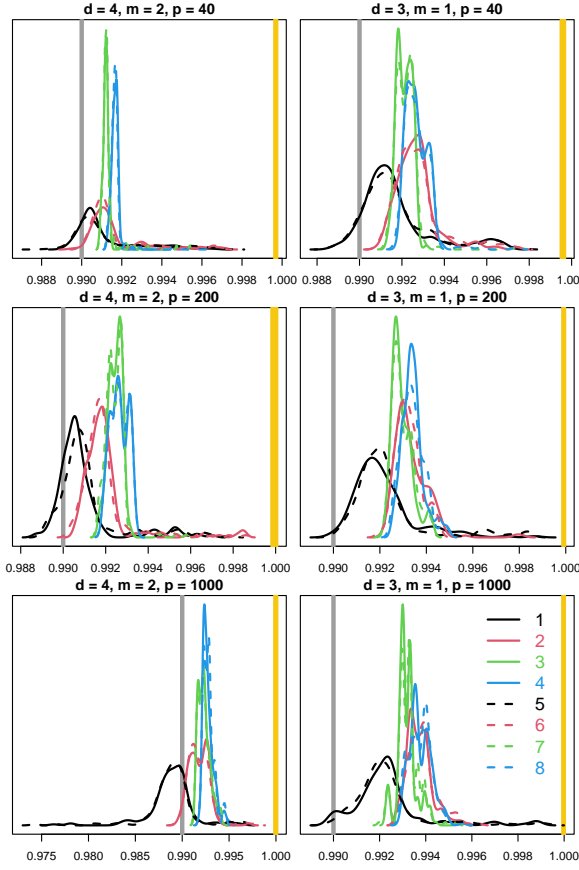 d = 4, m = 2, p = 40
d = 3, m = 1, p = 40
0.988 0.990 0.992 0.994 0.996 0.998 1.000
0.988 0.990 0.992 0.994 0.996 0.998 1.000
d = 4, m = 2, p = 200
d = 3, m = 1, p = 200
0.988 0.990 0.992 0.994 0.996 0.998 1.000
0.990 0.992 0.994 0.996 0.998 1.000
d = 4, m = 2, p = 1000
d = 3, m = 1, p = 1000
1
2
3
4
5
6
7
8
0.975 0.980 0.985 0.990 0.995 1.000
0.990 0.992 0.994 0.996 0.998 1.000